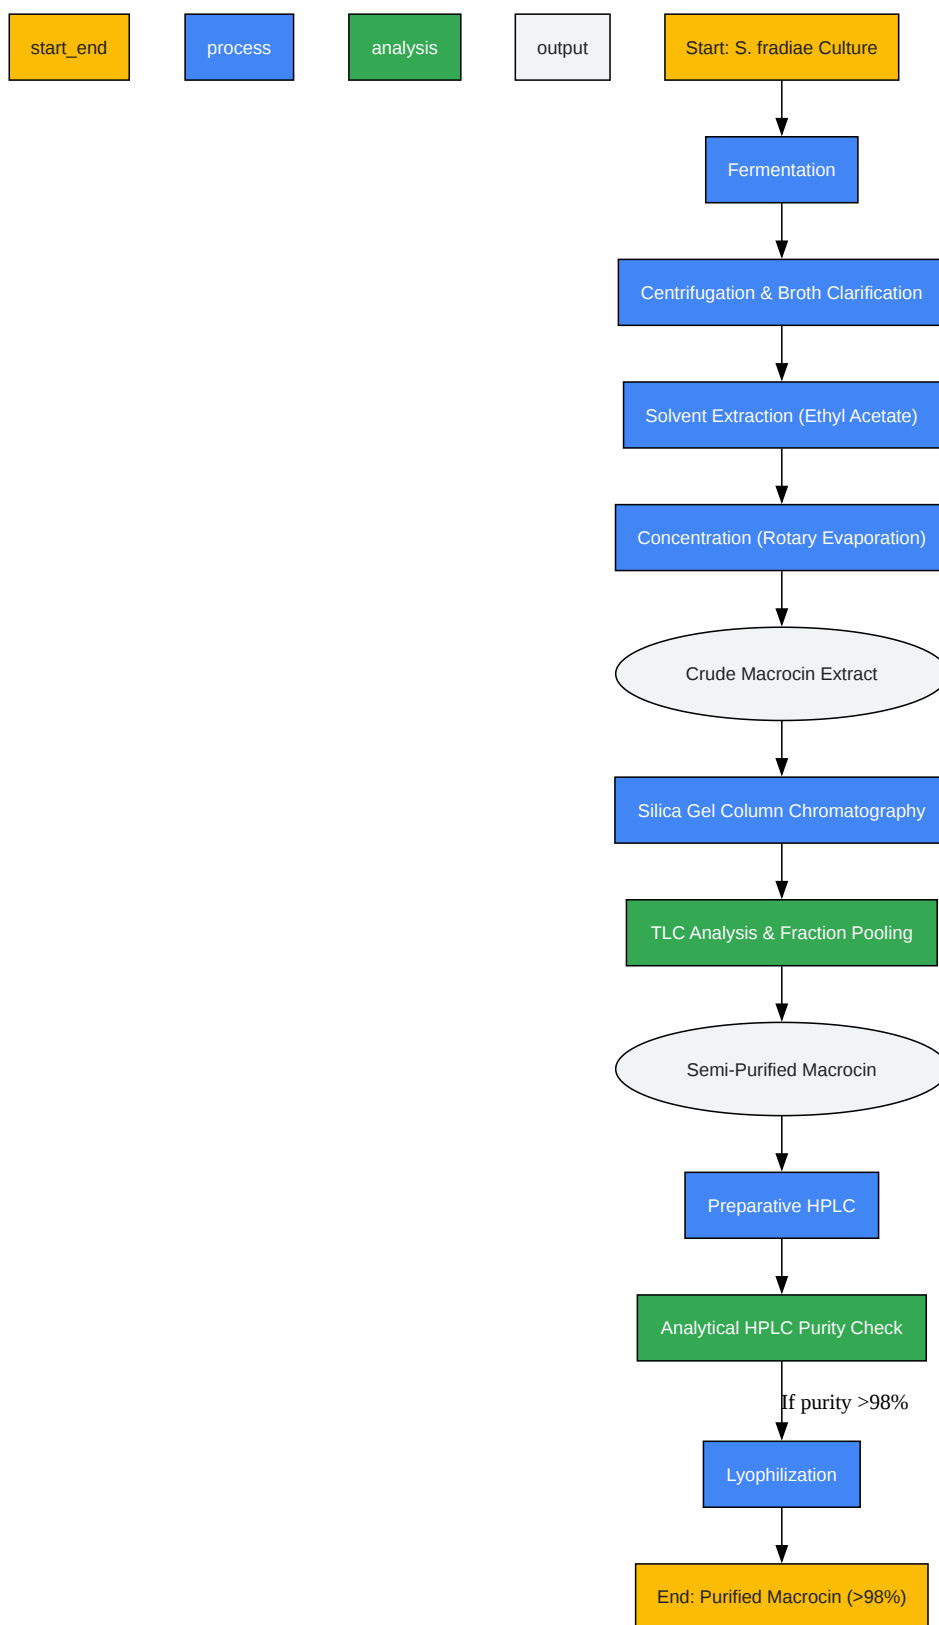 start_end
process
analysis
output
Start: S. fradiae Culture
Fermentation
Centrifugation & Broth Clarification
Solvent Extraction (Ethyl Acetate)
Concentration (Rotary Evaporation)
Crude Macrocin Extract
Silica Gel Column Chromatography
TLC Analysis & Fraction Pooling
Semi-Purified Macrocin
Preparative HPLC
Analytical HPLC Purity Check
If purity >98%
Lyophilization
End: Purified Macrocin (>98%)